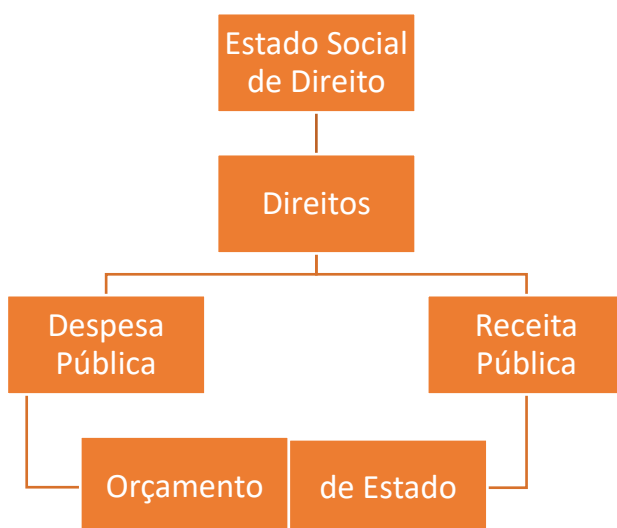 Estado Social
de Direito
Direitos
Despesa
Pública
Receita
Pública
Orçamento
de Estado